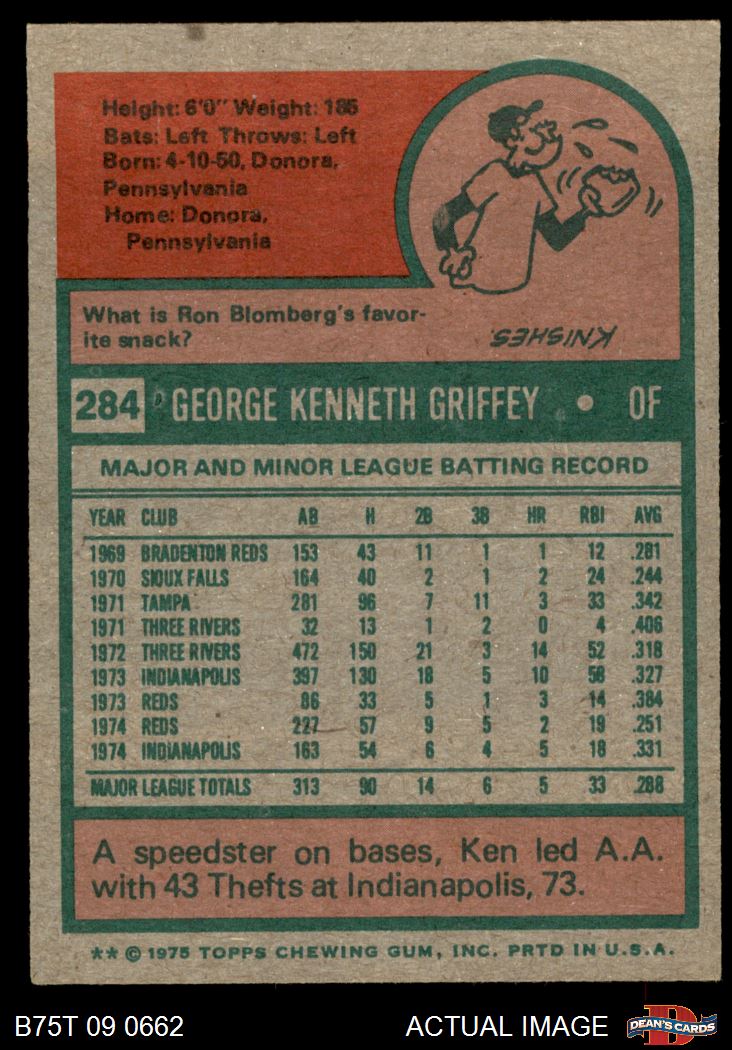 Height: 6'0" Weight: 185
Bats: Left Throws: Left
Born: 4-10-50, Donora,
Pennsylvania
Home: Donora,
Pennsylvania
What is Ron Blomberg's favor-
ite snack?
KNISHES.
284 GEORGE KENNETH GRIFFEY • OF
MAJOR AND MINOR LEAGUE BATTING RECORD
YEAR CLUB AB H 2B 3B HR RBI AVG
1969 BRADENTON REDS 153 43 11 1 1 12 .281
1970 SIOUX FALLS 164 40 2 1 2 24 .244
1971 TAMPA 281 96 7 11 3 33 .342
1971 THREE RIVERS 32 13 1 2 0 4 .406
1972 THREE RIVERS 472 150 21 3 14 52 .318
1973 INDIANAPOLIS 397 130 18 5 10 58 .327
1973 REDS 86 33 5 1 3 14 .384
1974 REDS 227 57 9 5 2 19 .251
1974 INDIANAPOLIS 163 54 6 4 5 18 .331
MAJOR LEAGUE TOTALS 313 90 14 6 5 33 .288
A speedster on bases, Ken led A.A.
with 43 Thefts at Indianapolis, 73.
** © 1975 TOPPS CHEWING GUM, INC. PRTD IN U.S.A.
B75T 09 0662 ACTUAL IMAGE DEAN'S CARDS